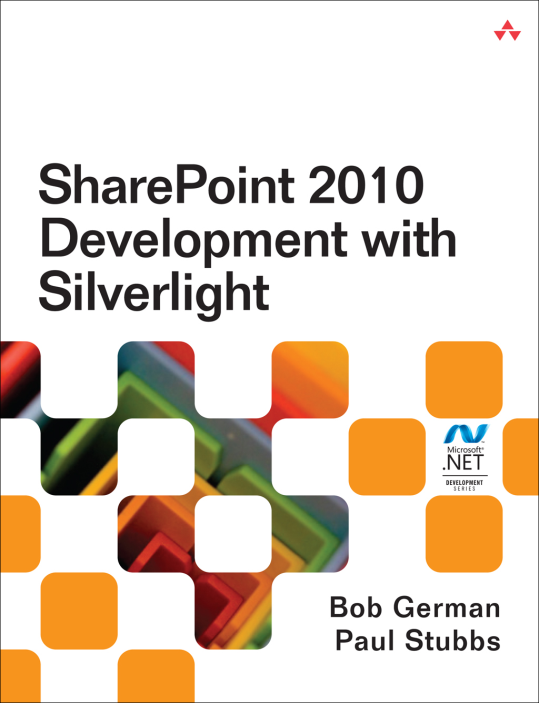 SharePoint 2010
Development with
Silverlight
Microsoft®
.NET
DEVELOPMENT
SERIES
Bob German
Paul Stubbs